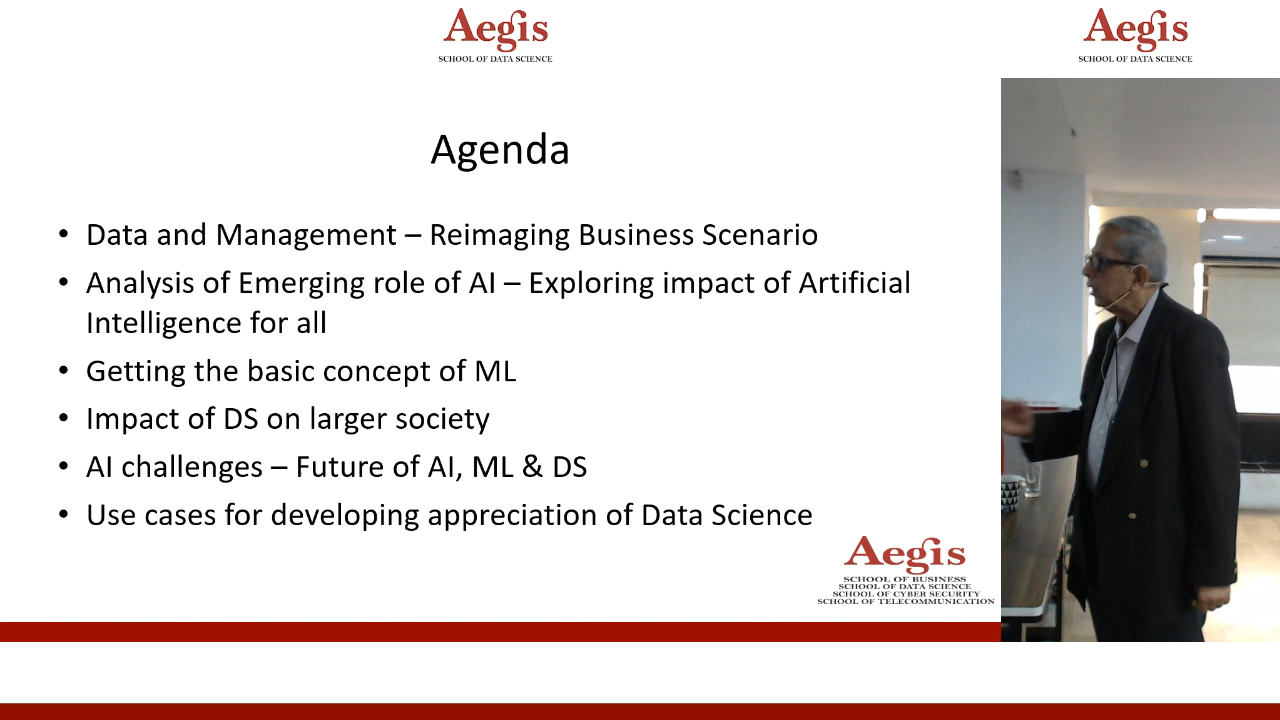 Aegis
SCHOOL OF DATA SCIENCE
Aegis
SCHOOL OF DATA SCIENCE
Agenda
• Data and Management – Reimaging Business Scenario
• Analysis of Emerging role of AI – Exploring impact of Artificial
Intelligence for all
• Getting the basic concept of ML
• Impact of DS on larger society
• AI challenges – Future of AI, ML & DS
• Use cases for developing appreciation of Data Science
Aegis
SCHOOL OF BUSINESS
SCHOOL OF DATA SCIENCE
SCHOOL OF CYBER SECURITY
SCHOOL OF TELECOMMUNICATION